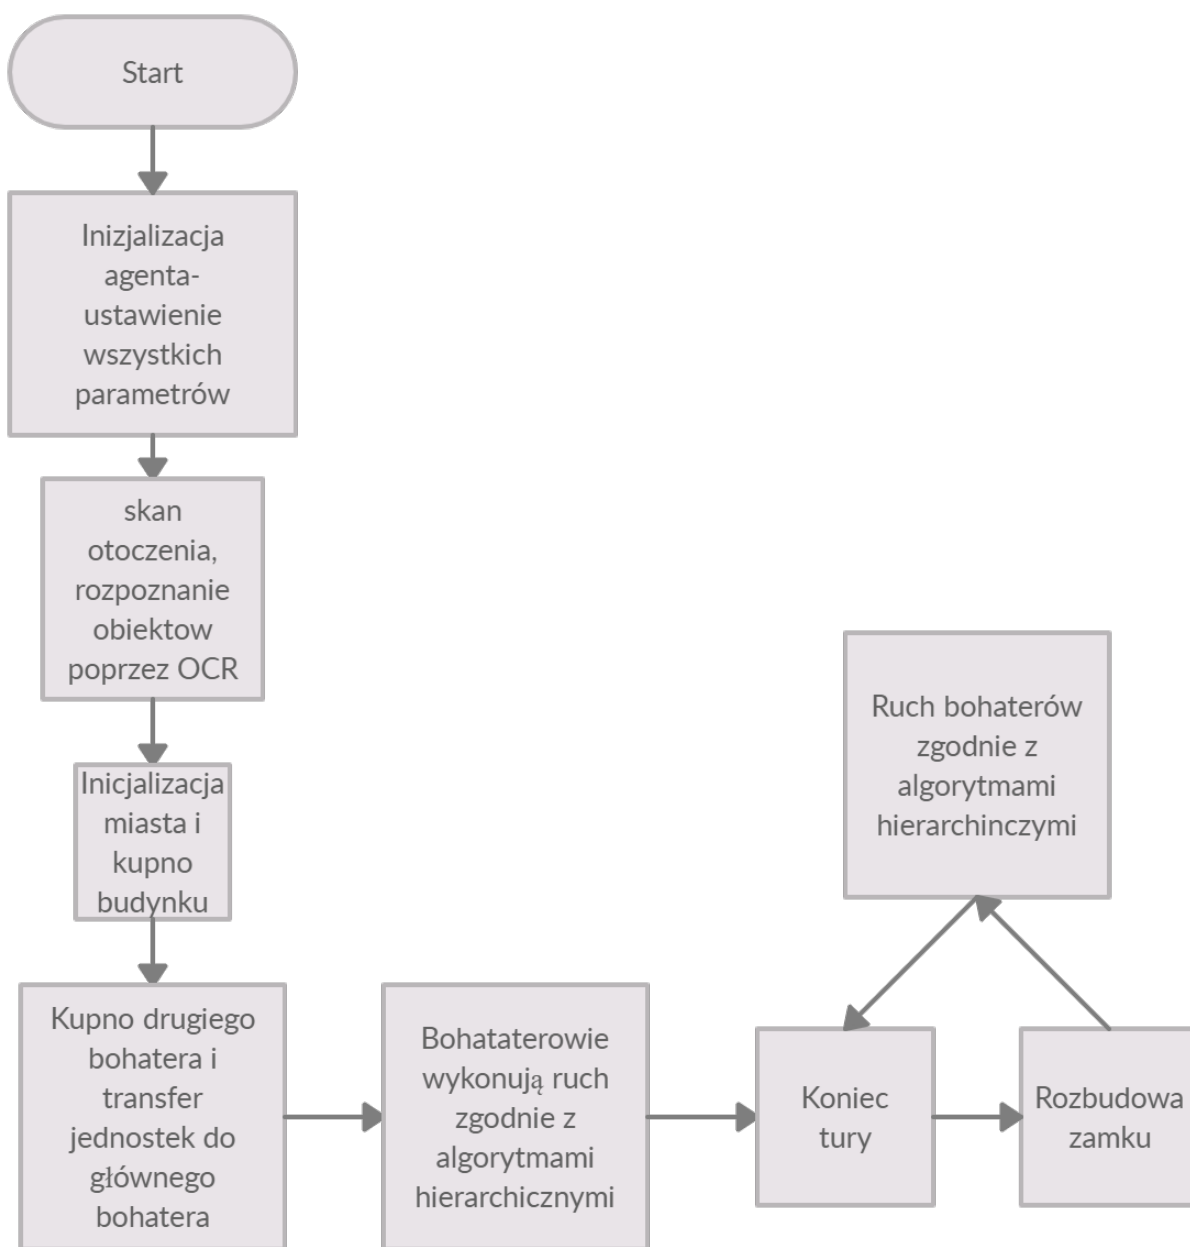 Start
Inizjalizacja
agenta-
ustawienie
wszystkich
parametrów
skan
otoczenia,
rozpoznanie
obiektow
poprzez OCR
Inicjalizacja
miasta i
kupno
budynku
Kupno drugiego
bohatera i
transfer
jednostek do
głównego
bohatera
Bohataterowie
wykonują ruch
zgodnie z
algorytmami
hierarchicznymi
Koniec
tury
Rozbudowa
zamku
Ruch bohaterów
zgodnie z
algorytmami
hierarchinczymi